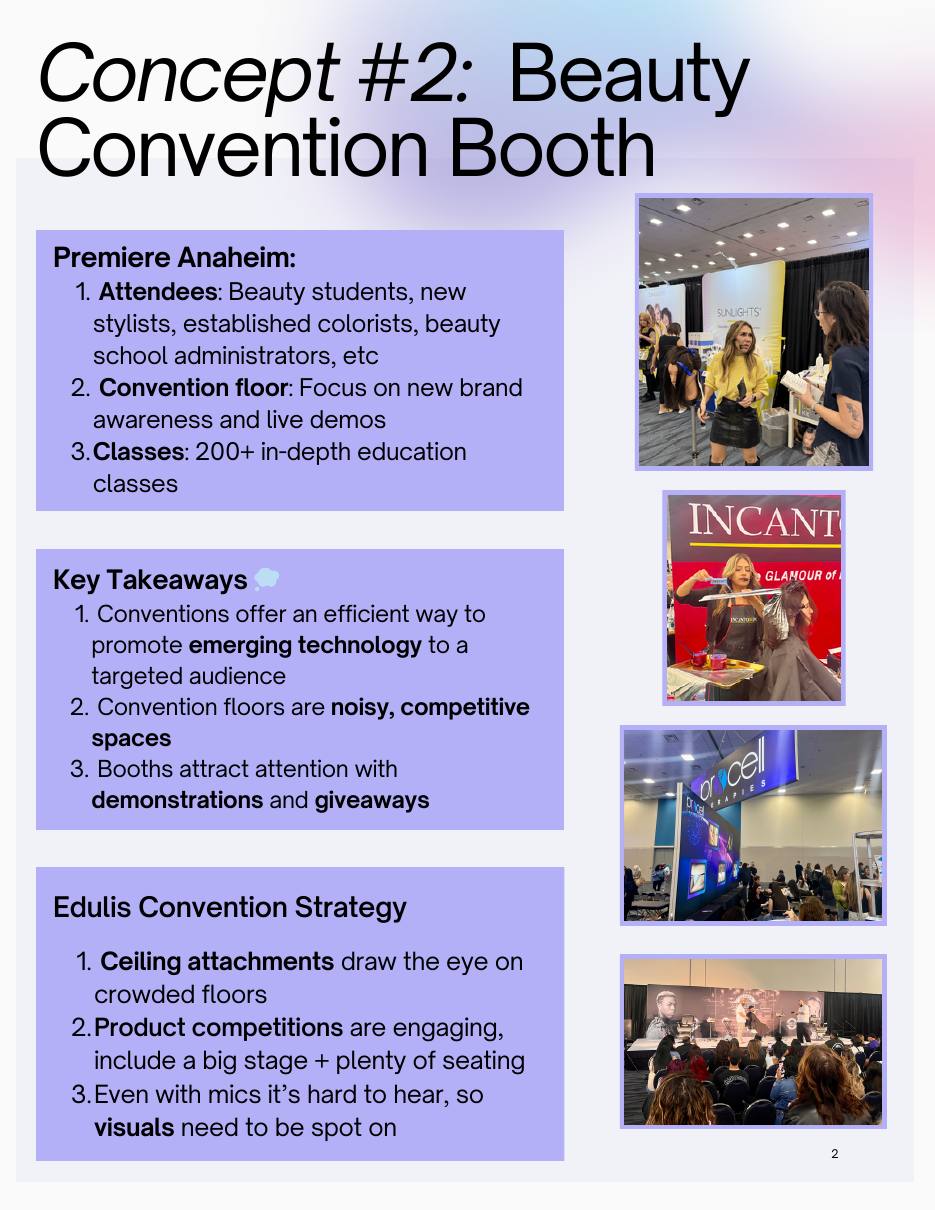 Concept #2: Beauty
Convention Booth
Premiere Anaheim:
1. Attendees: Beauty students, new
stylists, established colorists, beauty
school administrators, etc
2. Convention floor: Focus on new brand
awareness and live demos
3. Classes: 200+ in-depth education
classes
Key Takeaways
1. Conventions offer an efficient way to
promote emerging technology to a
targeted audience
2. Convention floors are noisy, competitive
spaces
3. Booths attract attention with
demonstrations and giveaways
Edulis Convention Strategy
1. Ceiling attachments draw the eye on
crowded floors
2. Product competitions are engaging,
include a big stage + plenty of seating
3. Even with mics it’s hard to hear, so
visuals need to be spot on
SUNLIGHTS
INCANTO
GLAMOUR of
procell
THERAPIES
procell
2